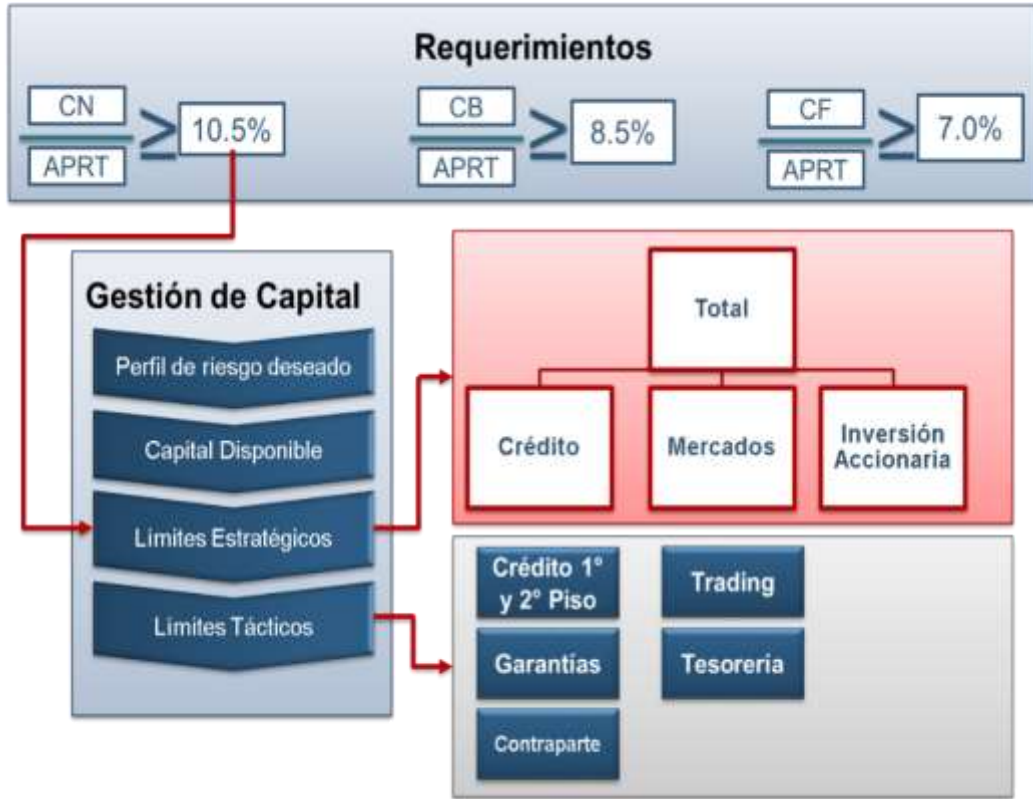 Requerimientos
CN
APRT
≥
10.5%
CB
APRT
≥
8.5%
CF
APRT
≥
7.0%
Gestión de Capital
Perfil de riesgo deseado
Capital Disponible
Límites Estratégicos
Límites Tácticos
Total
Crédito
Mercados
Inversión
Accionaria
Crédito 1°
y 2° Piso
Garantías
Contraparte
Trading
Tesoreria